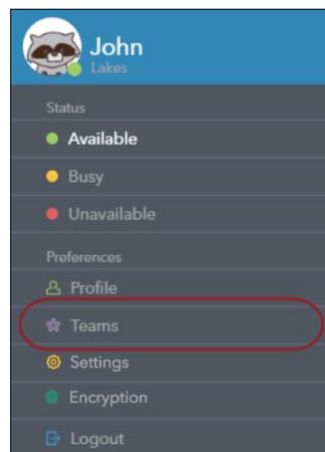 John
Lakes
Status
Available
Busy
Unavailable
Preferences
Profile
Teams
Settings
Encryption
Logout